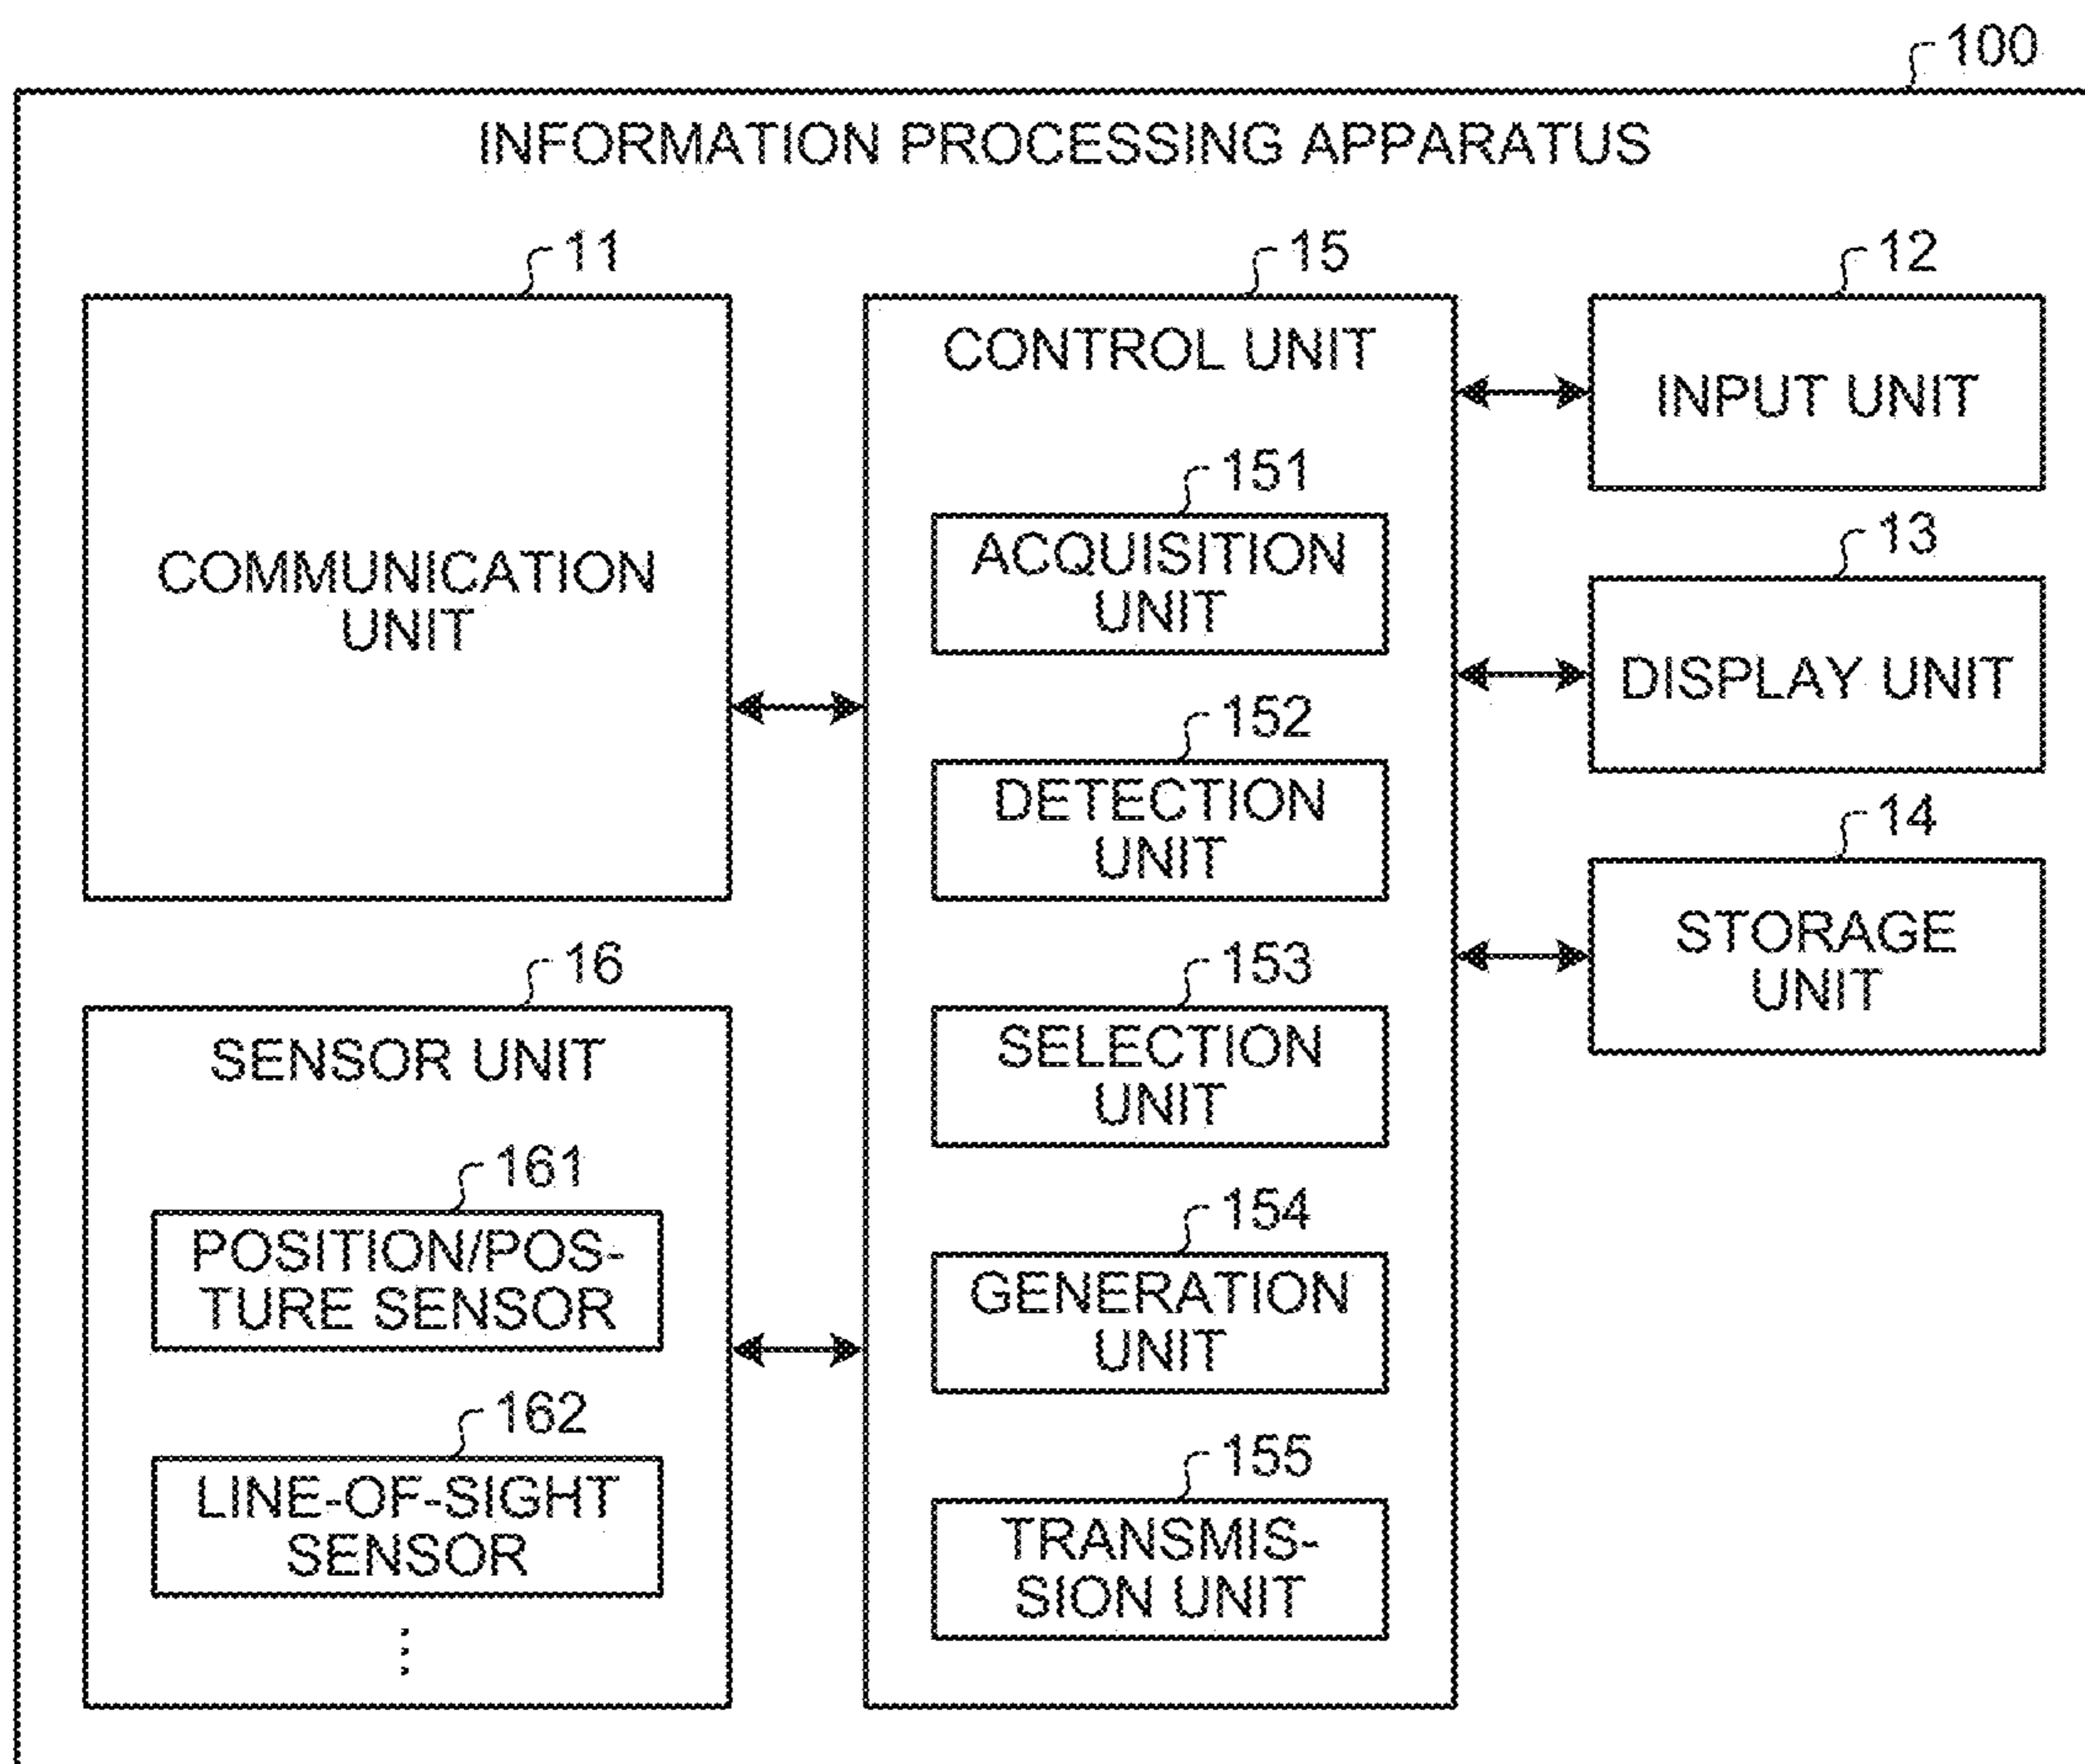 100
INFORMATION PROCESSING APPARATUS
11
COMMUNICATION
UNIT
16
SENSOR UNIT
161
POSITION/POS-
TURE SENSOR
162
LINE-OF-SIGHT
SENSOR
15
CONTROL UNIT
151
ACQUISITION
UNIT
152
DETECTION
UNIT
153
SELECTION
UNIT
154
GENERATION
UNIT
155
TRANSMIS-
SION UNIT
12
INPUT UNIT
13
DISPLAY UNIT
14
STORAGE
UNIT